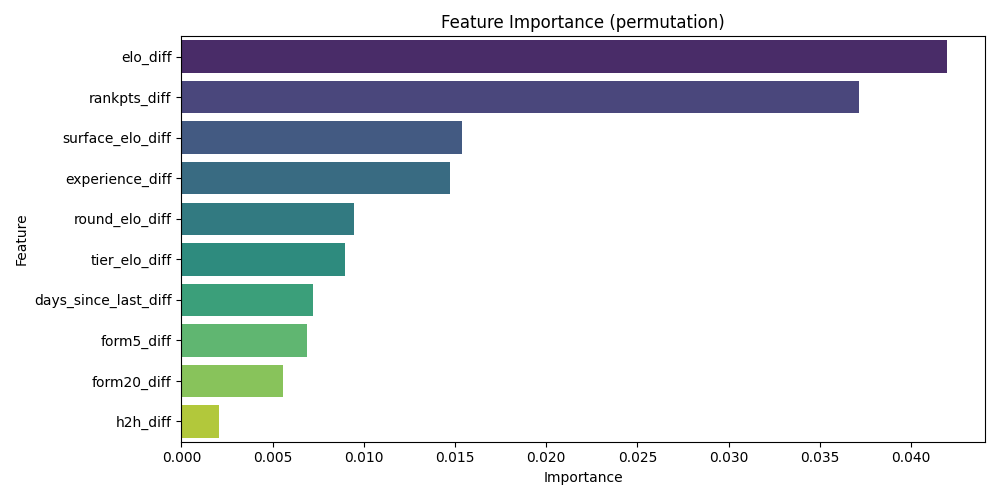 Feature Importance (permutation)
Feature
elo_diff
rankpts_diff
surface_elo_diff
experience_diff
round_elo_diff
tier_elo_diff
days_since_last_diff
form5_diff
form20_diff
h2h_diff
0.000 0.005 0.010 0.015 0.020 0.025 0.030 0.035 0.040
Importance